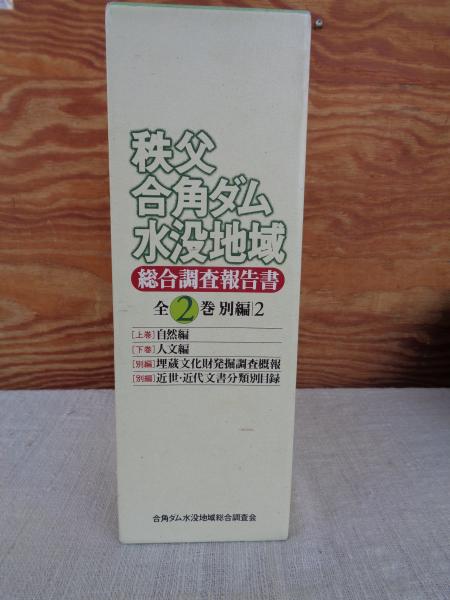 秩父
合角ダム
水没地域
総合調査報告書
全2巻 別編2
[上巻]自然編
[下巻]人文編
[別編]埋蔵文化財発掘調査概報
[別編]近世・近代文書分類別目録
合角ダム水没地域総合調査会